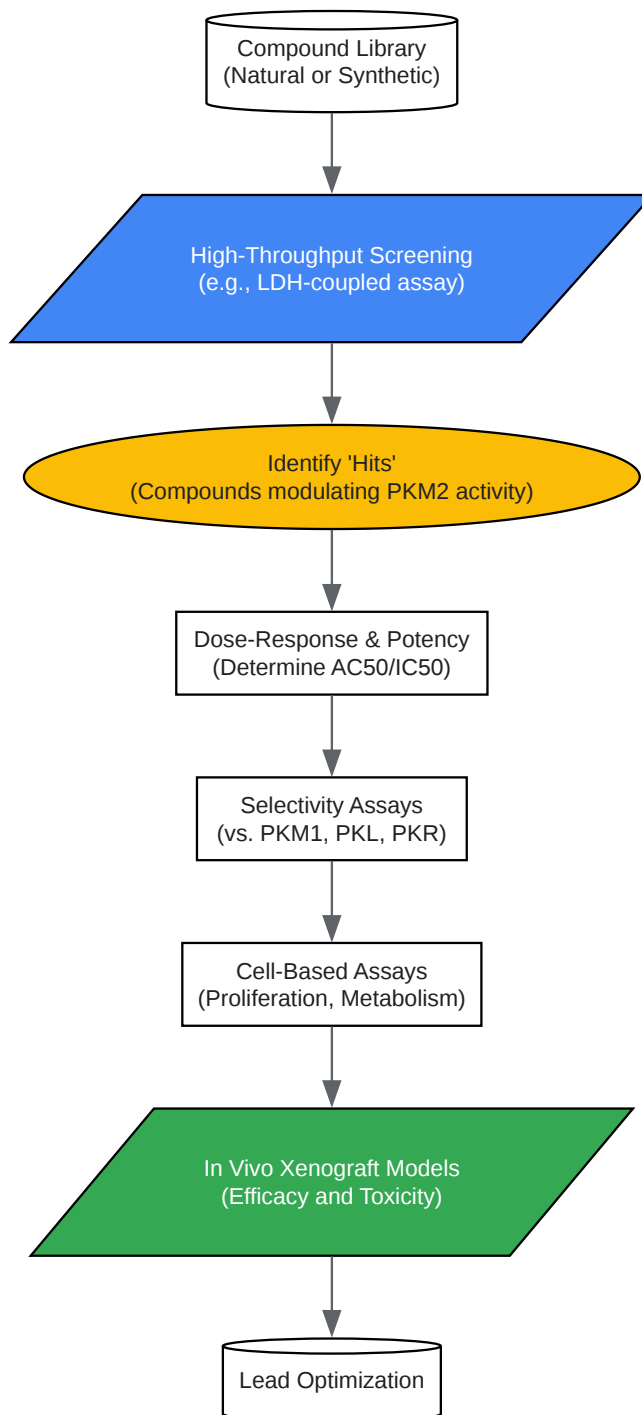 Compound Library
(Natural or Synthetic)
High-Throughput Screening
(e.g., LDH-coupled assay)
Identify 'Hits'
(Compounds modulating PKM2 activity)
Dose-Response & Potency
(Determine AC50/IC50)
Selectivity Assays
(vs. PKM1, PKL, PKR)
Cell-Based Assays
(Proliferation, Metabolism)
In Vivo Xenograft Models
(Efficacy and Toxicity)
Lead Optimization